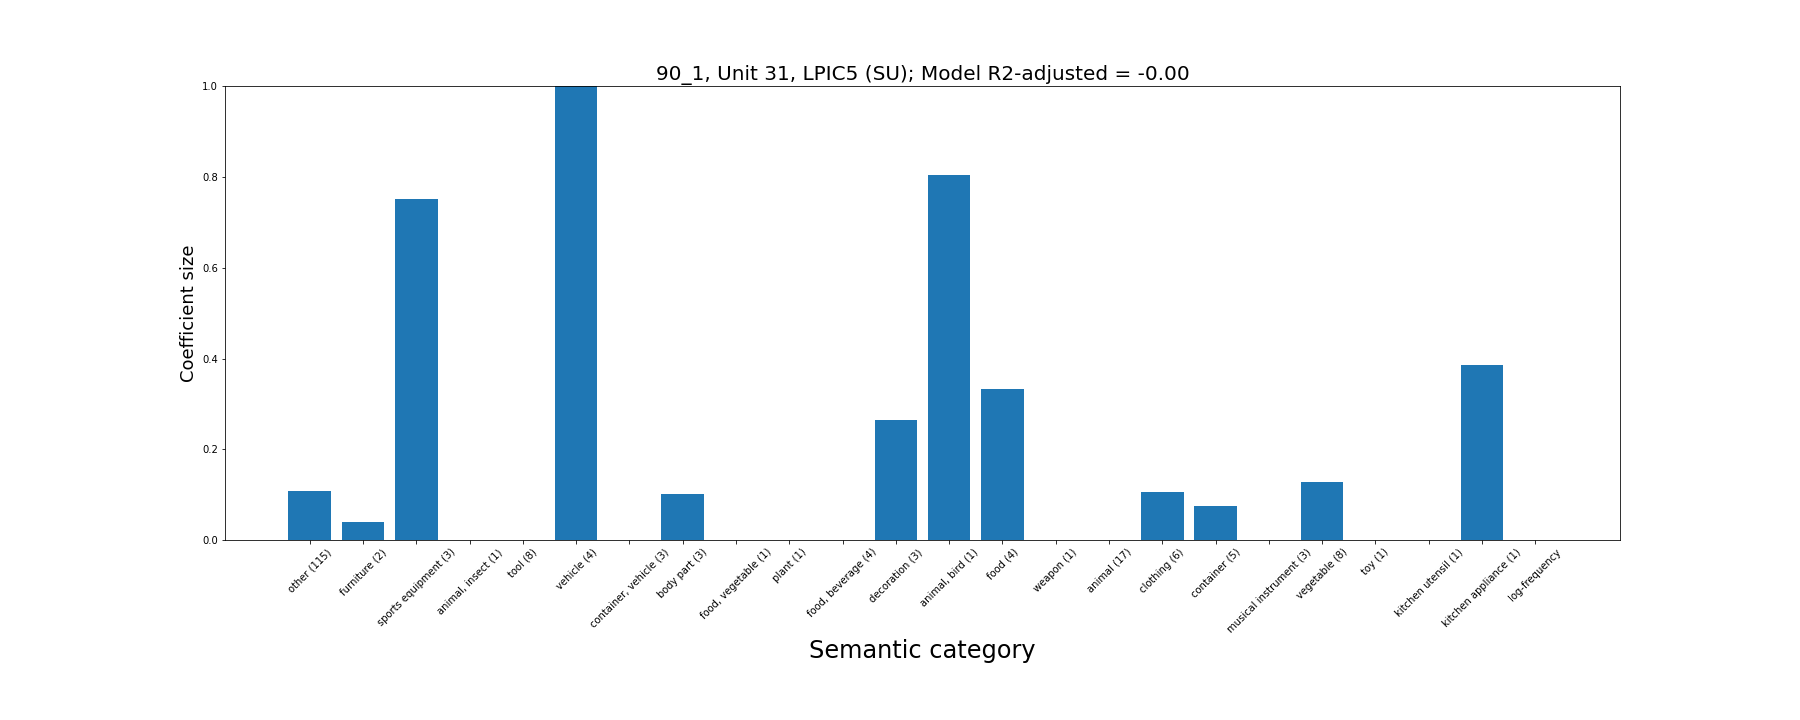 90_1, Unit 31, LPIC5 (SU); Model R2-adjusted = -0.00
Coefficient size
1.0
0.8
0.6
0.4
0.2
0.0
other (115)
furniture (2)
sports equipment (3)
animal, insect (1)
tool (8)
vehicle (4)
container, vehicle (3)
body part (3)
food, vegetable (1)
plant (1)
food, beverage (4)
decoration (3)
animal, bird (1)
food (4)
weapon (1)
animal (17)
clothing (6)
container (5)
musical instrument (3)
vegetable (8)
toy (1)
kitchen utensil (1)
kitchen appliance (1)
log-frequency
Semantic category